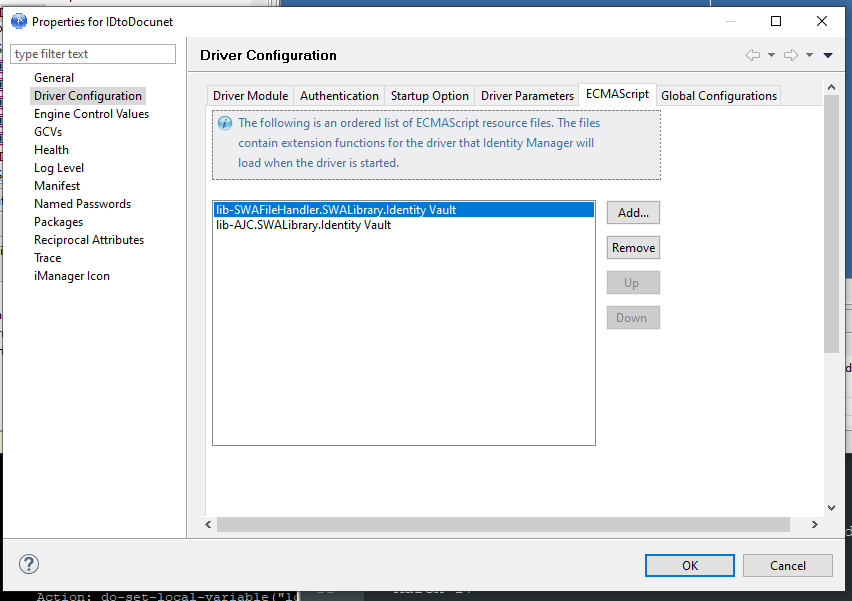 Properties for IDtoDocunet
type filter text
General
Driver Configuration
Engine Control Values
GCVs
Health
Log Level
Manifest
Named Passwords
Packages
Reciprocal Attributes
Trace
iManager Icon
Driver Configuration
Driver Module Authentication Startup Option Driver Parameters ECMAScript Global Configurations
The following is an ordered list of ECMAScript resource files. The files
contain extension functions for the driver that Identity Manager will
load when the driver is started.
lib-SWAFileHandler.SWALibrary.Identity Vault
lib-AJC.SWALibrary.Identity Vault
Add...
Remove
Up
Down
OK Cancel
Action: do-set-local-variable("lo